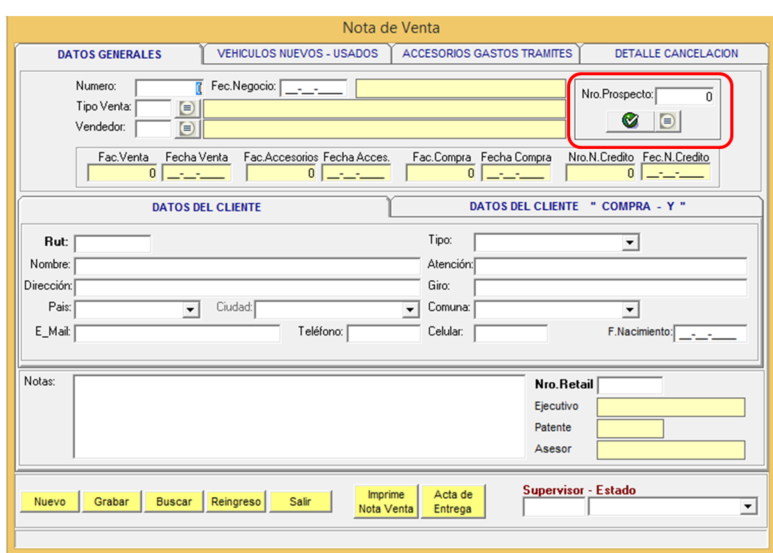 Nota de Venta
DATOS GENERALES VEHICULOS NUEVOS - USADOS ACCESORIOS GASTOS TRAMITES DETALLE CANCELACION
Numero: 0 Fec.Negocio: __-__-____ Nro.Prospecto: 0
Tipo Venta:
Vendedor:
Fac.Venta Fecha Venta Fac.Accesorios Fecha Acces. Fac.Compra Fecha Compra Nro.N.Credito Fec.N.Credito
0 __-__-____ 0 __-__-____ 0 __-__-____ 0 __-__-____
DATOS DEL CLIENTE DATOS DEL CLIENTE " COMPRA - Y "
Rut: Tipo:
Nombre: Atención:
Dirección: Giro:
Pais: Ciudad: Comuna:
E_Mail: Teléfono: Celular: F.Nacimiento: __-__-____
Notas: Nro.Retail
Ejecutivo
Patente
Asesor
Nuevo Grabar Buscar Reingreso Salir Imprime Nota Venta Acta de Entrega Supervisor - Estado